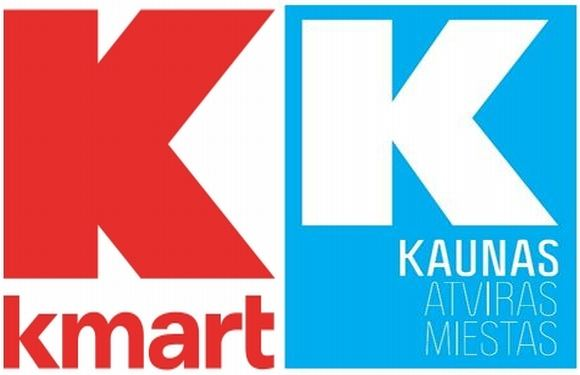 K
kmart
K
KAUNAS
ATVIRAS
MIESTAS